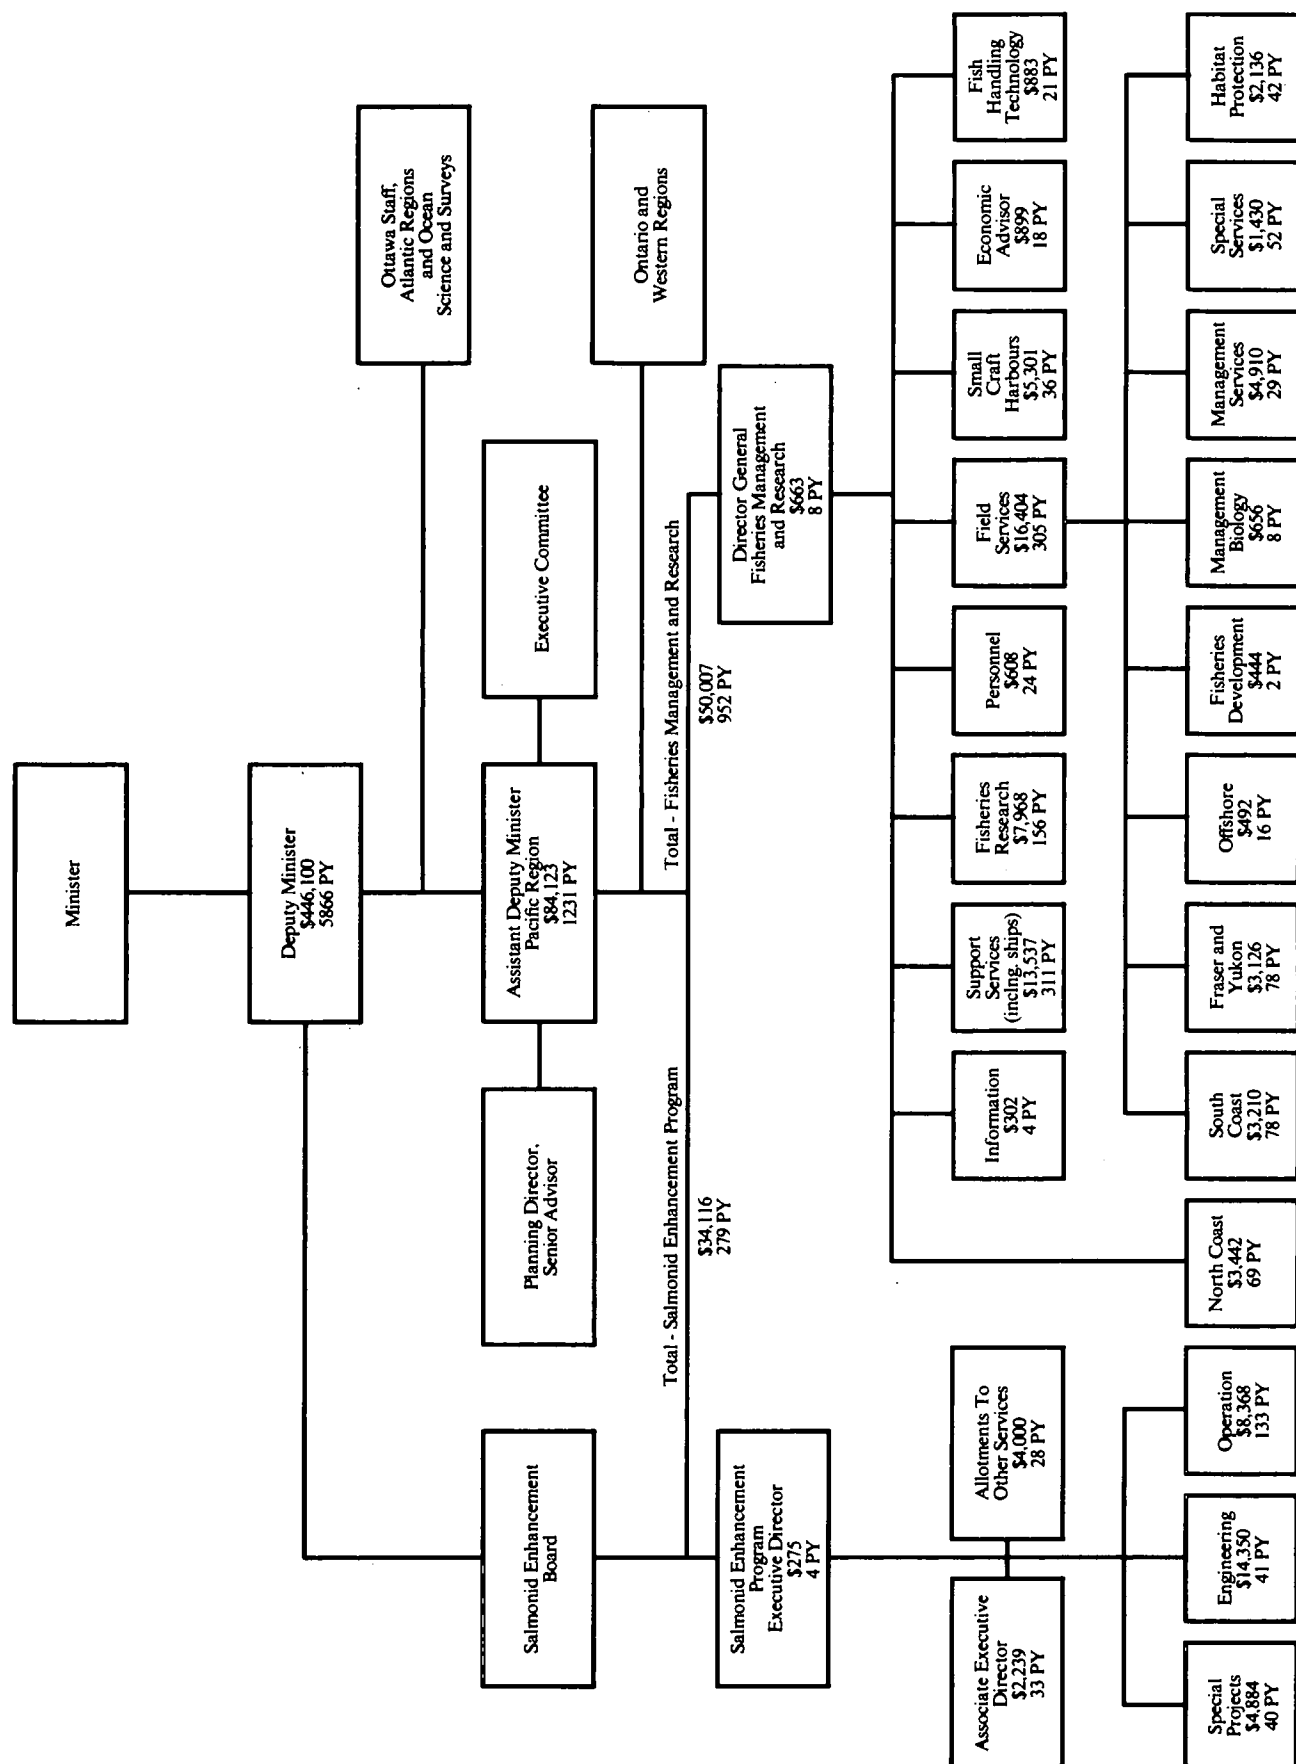 Minister
Deputy Minister
$446,100
5866 PY
Ottawa Staff,
Atlantic Regions
and Ocean
Science and Surveys
Salmonid Enhancement
Board
Planning Director,
Senior Advisor
Assistant Deputy Minister
Pacific Region
$84,123
1231 PY
Executive Committee
Ontario and
Western Regions
Total - Salmonid Enhancement Program
$34,116
279 PY
Total - Fisheries Management and Research
$50,007
952 PY
Salmonid Enhancement
Program
Executive Director
$275
4 PY
Director General
Fisheries Management
and Research
$663
8 PY
Associate Executive
Director
$2,239
33 PY
Allotments To
Other Services
$4,000
28 PY
Information
$302
4 PY
Support
Services
(inclng. ships)
$13,537
311 PY
Fisheries
Research
$7,968
156 PY
Personnel
$608
24 PY
Field
Services
$16,404
305 PY
Small
Craft
Harbours
$5,301
36 PY
Economic
Advisor
$899
18 PY
Fish
Handling
Technology
$883
21 PY
Special
Projects
$4,884
40 PY
Engineering
$14,350
41 PY
Operation
$8,368
133 PY
North Coast
$3,442
69 PY
South
Coast
$3,210
78 PY
Fraser and
Yukon
$3,126
78 PY
Offshore
$492
16 PY
Fisheries
Development
$444
2 PY
Management
Biology
$656
8 PY
Management
Services
$4,910
29 PY
Special
Services
$1,430
52 PY
Habitat
Protection
$2,136
42 PY